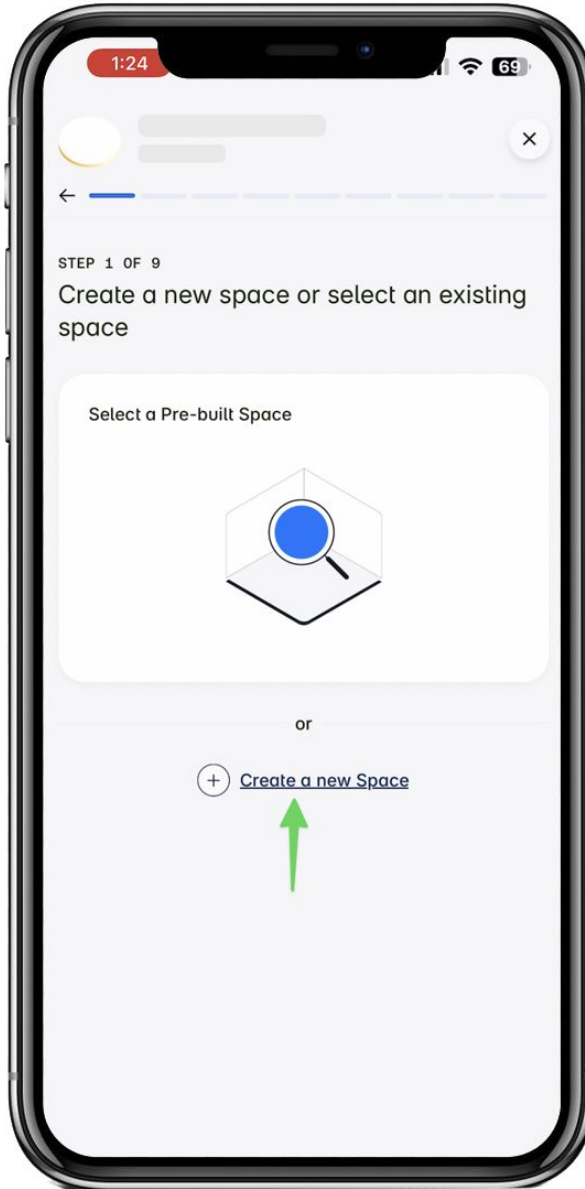 1:24
69
STEP 1 OF 9
Create a new space or select an existing
space
Select a Pre-built Space
or
Create a new Space